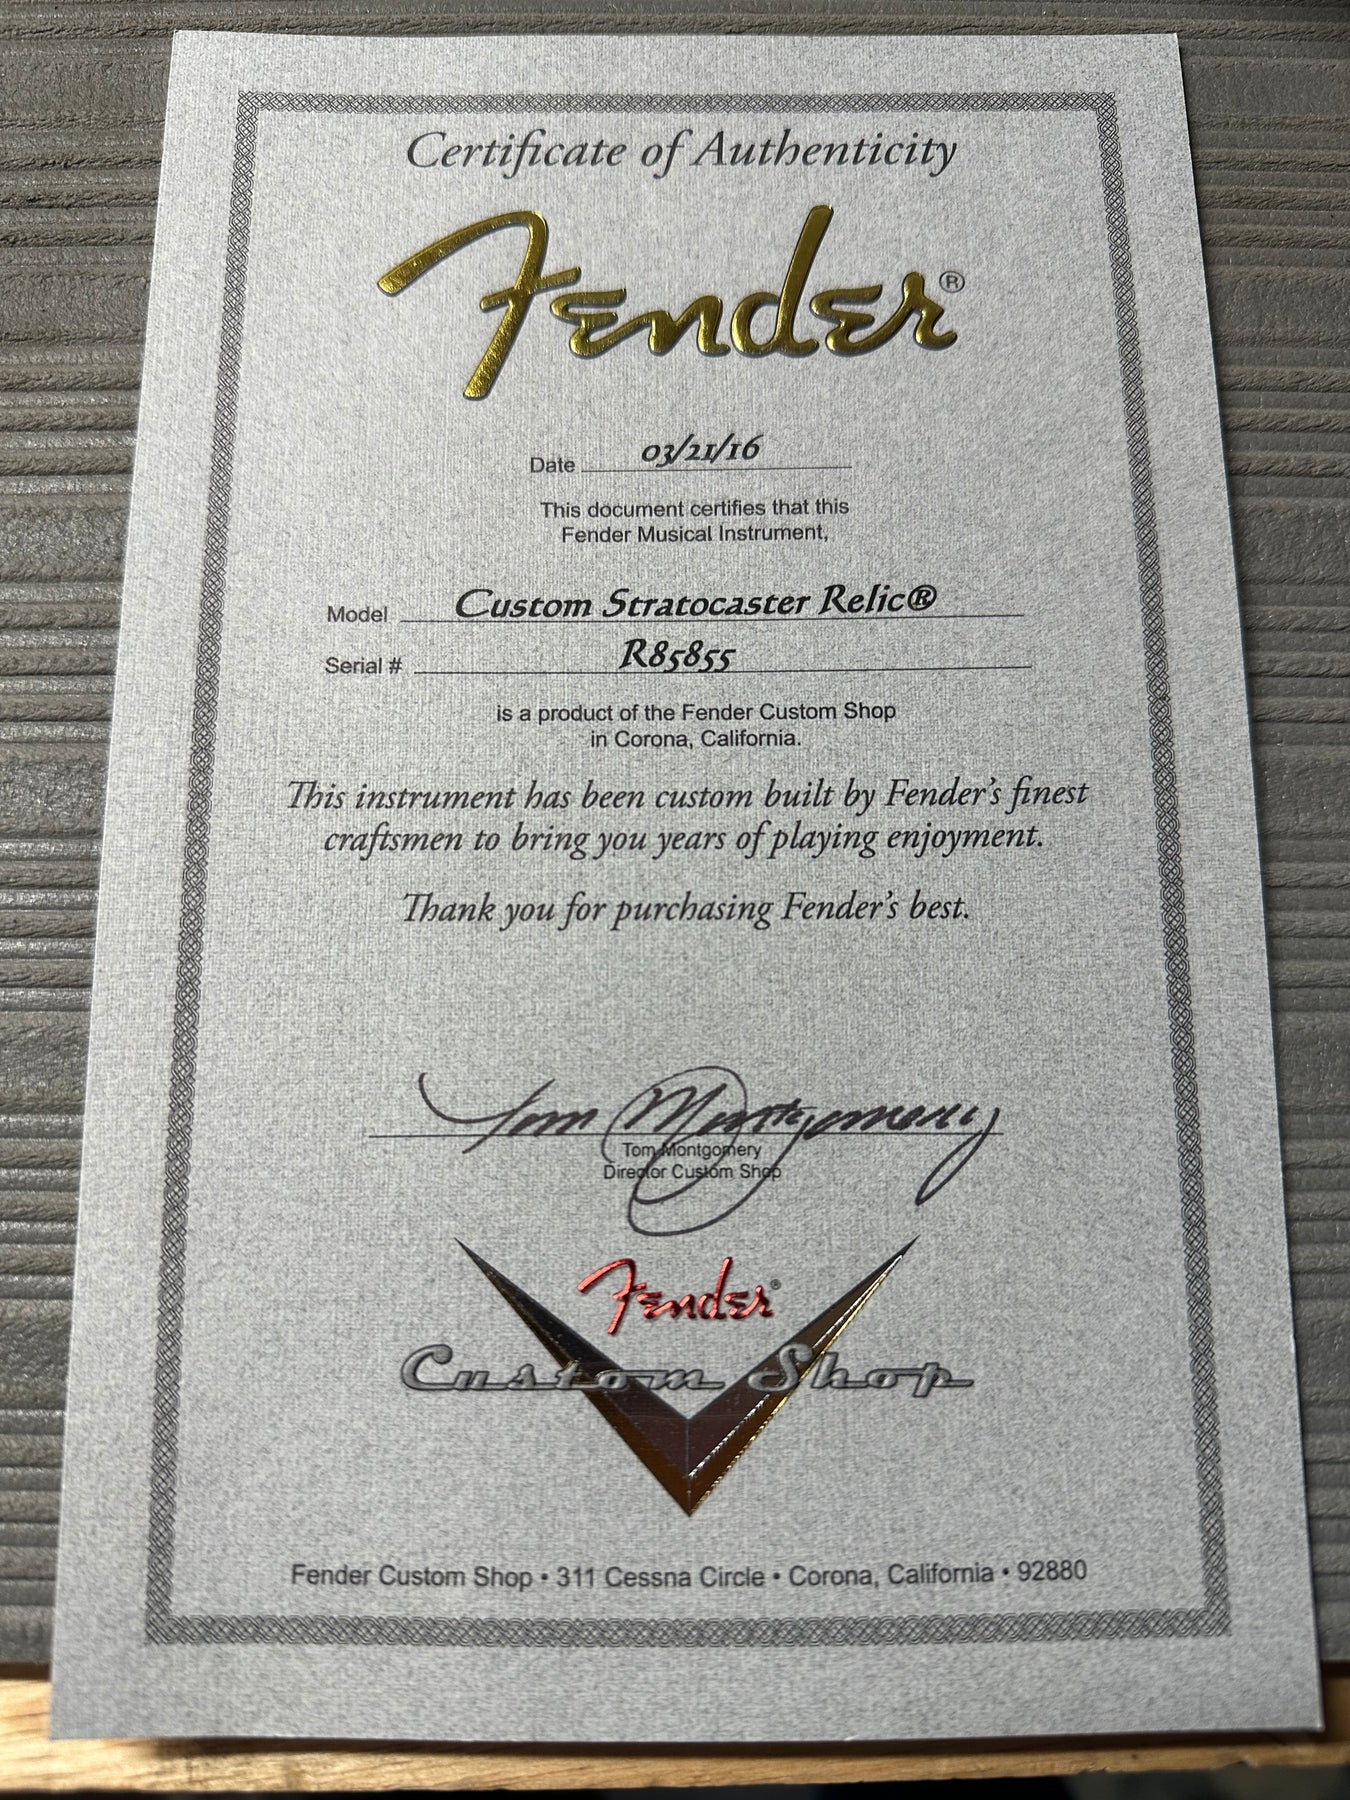 Certificate of Authenticity
Fender®
Date 03/21/16
This document certifies that this
Fender Musical Instrument,
Model Custom Stratocaster Relic®
Serial # R85855
is a product of the Fender Custom Shop
in Corona, California.
This instrument has been custom built by Fender's finest
craftsmen to bring you years of playing enjoyment.
Thank you for purchasing Fender's best.
Tom Montgomery
Tom Montgomery
Director Custom Shop
Fender®
Custom Shop
Fender Custom Shop • 311 Cessna Circle • Corona, California • 92880